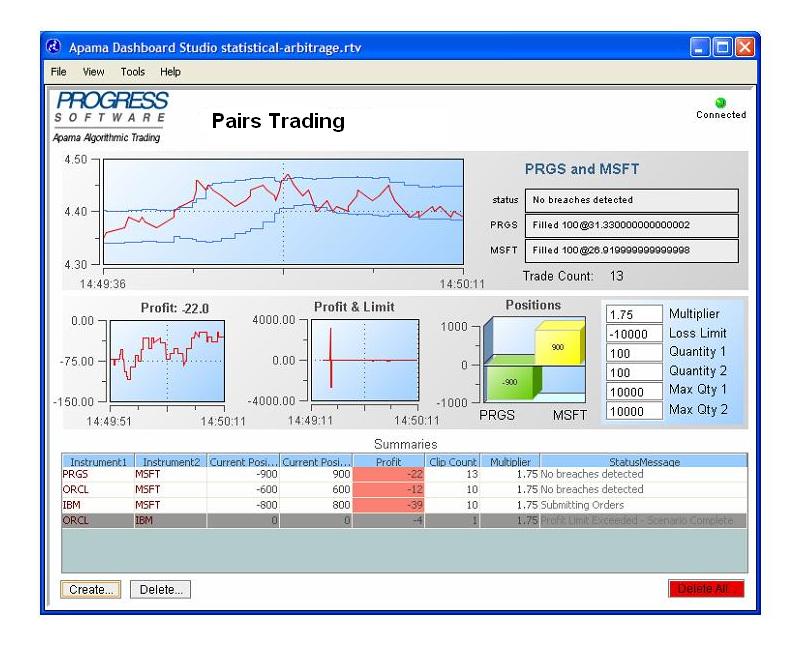 Apama Dashboard Studio statistical-arbitrage.rtv
File View Tools Help
PROGRESS
SOFTWARE
Apama Algorithmic Trading
Pairs Trading
Connected
4.50
4.40
4.30
14:49:36 14:50:11
PRGS and MSFT
status No breaches detected
PRGS Filled 100@31.330000000000002
MSFT Filled 100@26.919999999999998
Trade Count: 13
Profit: -22.0
0.00
-75.00
-150.00
14:49:51 14:50:11
Profit & Limit
4000.00
0.00
-4000.00
14:49:11 14:50:11
Positions
1000
0
-1000
900
-900
PRGS MSFT
1.75 Multiplier
-10000 Loss Limit
100 Quantity 1
100 Quantity 2
10000 Max Qty 1
10000 Max Qty 2
Summaries
Instrument1 Instrument2 Current Posi... Current Posi... Profit Clip Count Multiplier StatusMessage
PRGS MSFT -900 900 -22 13 1.75 No breaches detected
ORCL MSFT -600 600 -12 10 1.75 No breaches detected
IBM MSFT -800 800 -39 10 1.75 Submitting Orders
ORCL IBM 0 0 -4 1 1.75 Profit Limit Exceeded - Scenario Complete
Create... Delete... Delete All...